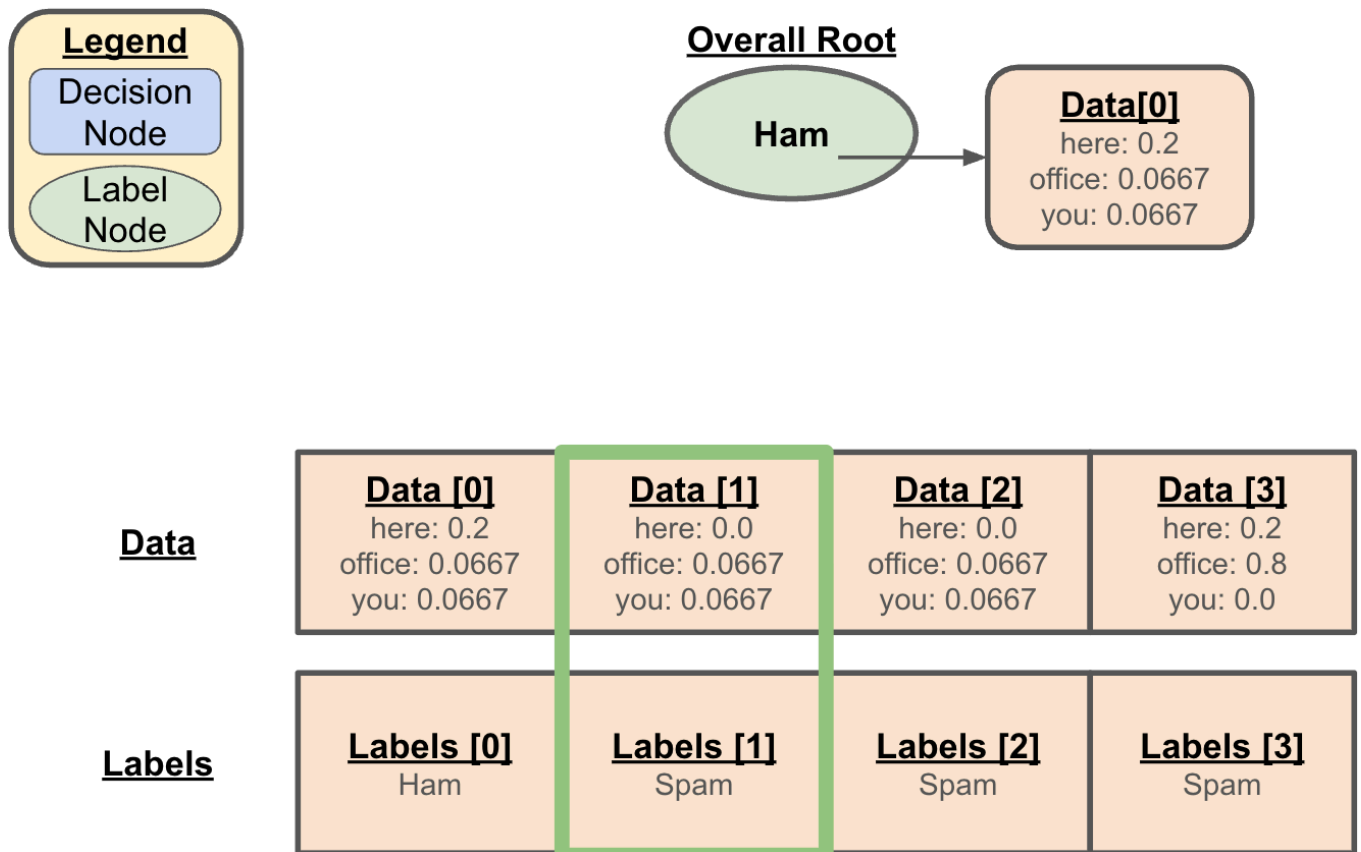 Legend
Decision
Node
Label
Node
Overall Root
Ham
Data[0]
here: 0.2
office: 0.0667
you: 0.0667
Data
Data [0]
here: 0.2
office: 0.0667
you: 0.0667
Data [1]
here: 0.0
office: 0.0667
you: 0.0667
Data [2]
here: 0.0
office: 0.0667
you: 0.0667
Data [3]
here: 0.2
office: 0.8
you: 0.0
Labels
Labels [0]
Ham
Labels [1]
Spam
Labels [2]
Spam
Labels [3]
Spam